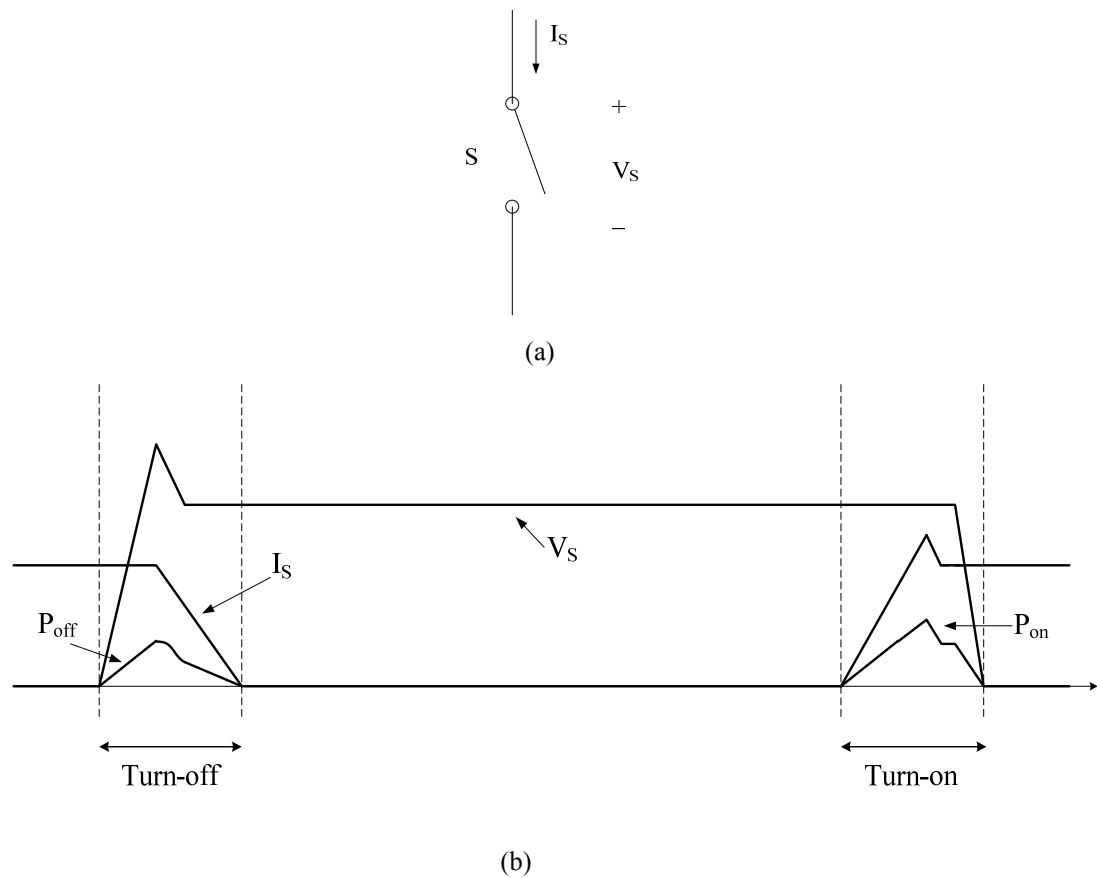 I_S
+
S
V_S
–
(a)
V_S
I_S
P_off
P_on
Turn-off
Turn-on
(b)